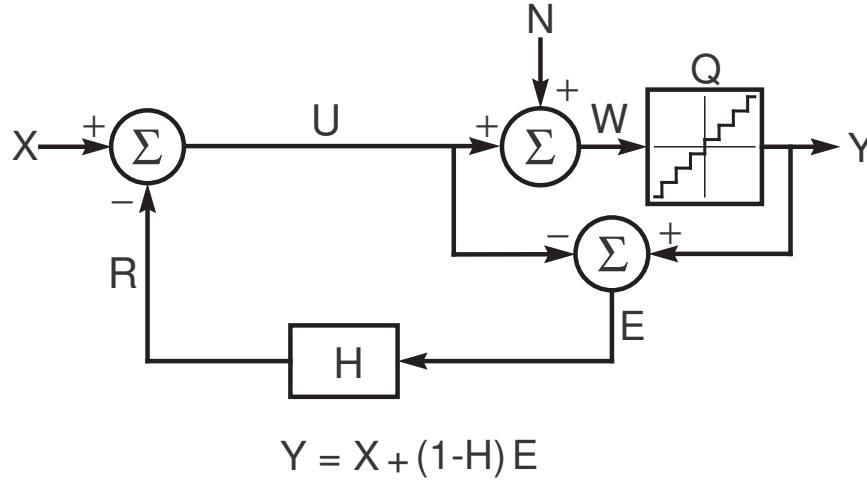 N
Q
X + Σ U + Σ + W Y
−
− Σ +
R
E
H
Y = X + (1-H) E